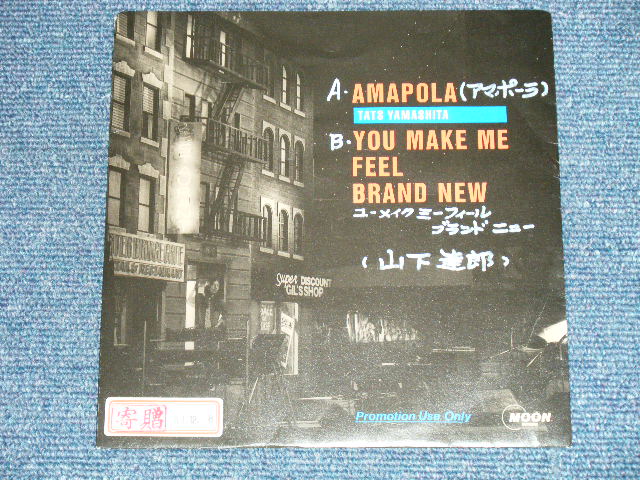 A・AMAPOLA(アマ・ポーラ)
TATS YAMASHITA
B・YOU MAKE ME
FEEL
BRAND NEW
ユーメイク ミーフィール
ブランド ニュー
(山下達郎)
Super DISCOUNT
GIL'S SHOP
寄贈
Promotion Use Only
MOON